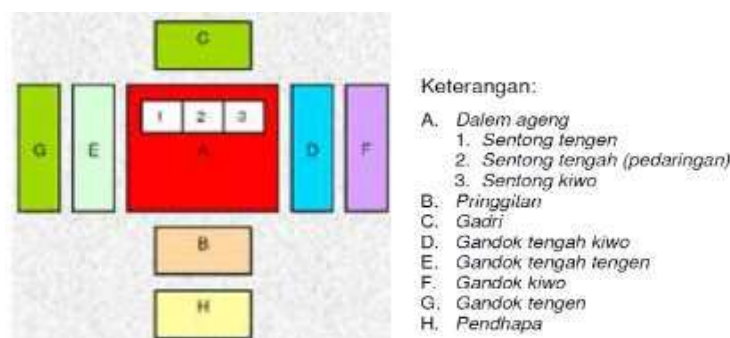 C
G
E
1 2 3
A
D
F
B
H
Keterangan:
A. Dalem ageng
1. Sentong tengen
2. Sentong tengah (pedaringan)
3. Sentong kiwo
B. Pringgitan
C. Gadri
D. Gandok tengah kiwo
E. Gandok tengah tengen
F. Gandok kiwo
G. Gandok tengen
H. Pendhapa